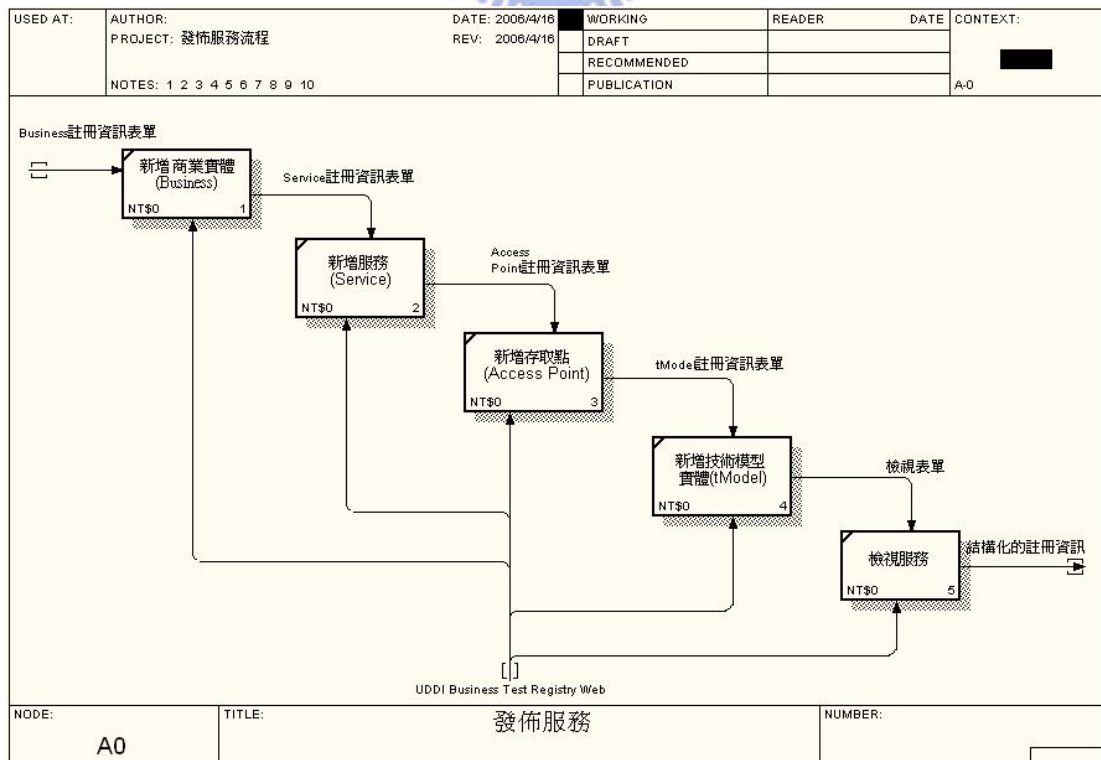 USED AT:
AUTHOR:
DATE: 2006/4/16
WORKING
READER
DATE
CONTEXT:
PROJECT: 發佈服務流程
REV: 2006/4/16
DRAFT
RECOMMENDED
NOTES: 1 2 3 4 5 6 7 8 9 10
PUBLICATION
A-0
Business註冊資訊表單
新增商業實體
(Business)
NT$0 1
Service註冊資訊表單
新增服務
(Service)
NT$0 2
Access
Point註冊資訊表單
新增存取點
(Access Point)
NT$0 3
tModel註冊資訊表單
新增技術模型
實體(tModel)
NT$0 4
檢視表單
檢視服務
NT$0 5
結構化的註冊資訊
UDDI Business Test Registry Web
NODE:
A0
TITLE:
發佈服務
NUMBER: